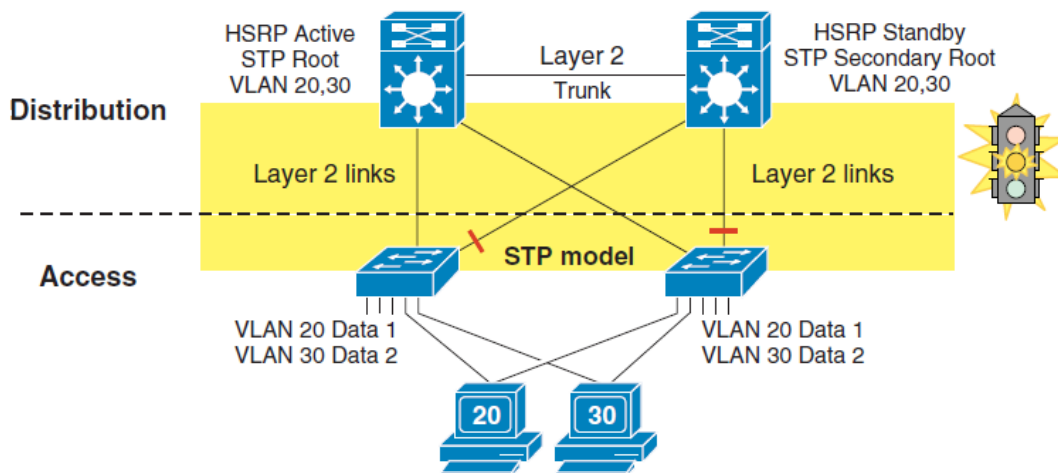 HSRP Active
STP Root
VLAN 20,30
Layer 2
Trunk
HSRP Standby
STP Secondary Root
VLAN 20,30
Distribution
Layer 2 links
Layer 2 links
Access
STP model
VLAN 20 Data 1
VLAN 30 Data 2
VLAN 20 Data 1
VLAN 30 Data 2
20
30